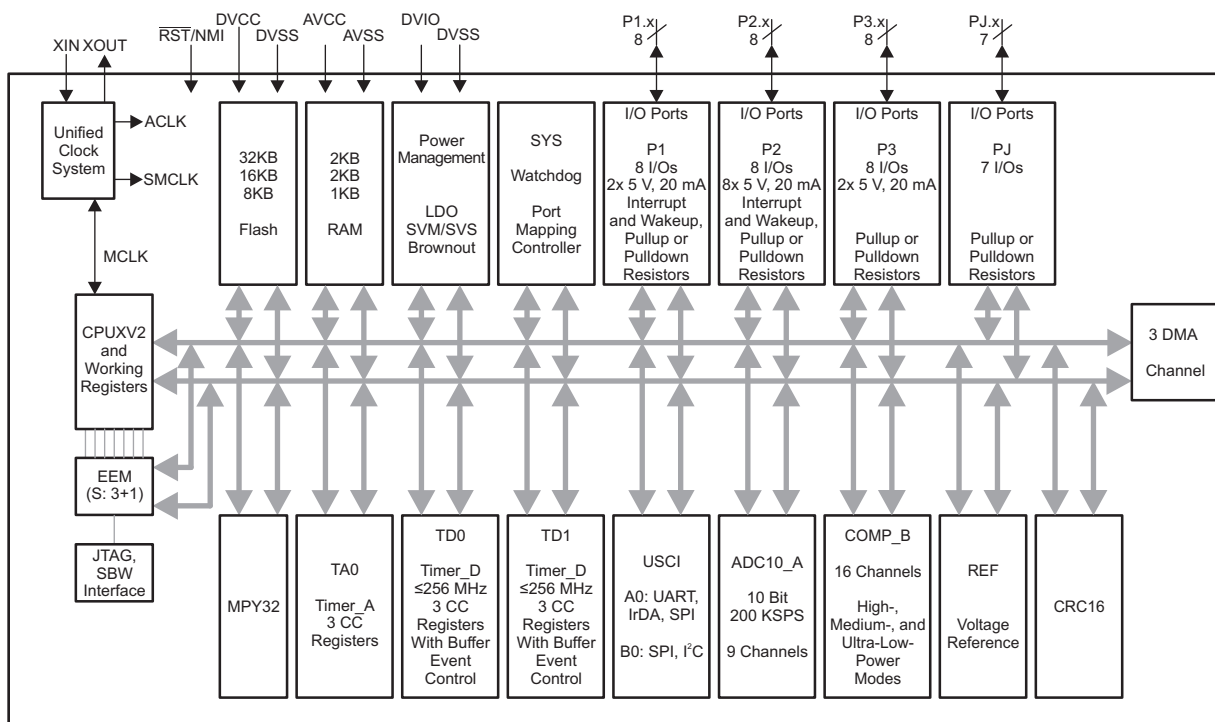 XIN XOUT
RST/NMI
DVCC
DVSS
AVCC
AVSS
DVIO
DVSS
P1.x
8
P2.x
8
P3.x
8
PJ.x
7
Unified
Clock
System
ACLK
SMCLK
MCLK
32KB
16KB
8KB
Flash
2KB
2KB
1KB
RAM
Power
Management
LDO
SVM/SVS
Brownout
SYS
Watchdog
Port
Mapping
Controller
I/O Ports
P1
8 I/Os
2x 5 V, 20 mA
Interrupt
and Wakeup,
Pullup or
Pulldown
Resistors
I/O Ports
P2
8 I/Os
8x 5 V, 20 mA
Interrupt
and Wakeup,
Pullup or
Pulldown
Resistors
I/O Ports
P3
8 I/Os
2x 5 V, 20 mA
Pullup or
Pulldown
Resistors
I/O Ports
PJ
7 I/Os
Pullup or
Pulldown
Resistors
CPUXV2
and
Working
Registers
3 DMA
Channel
EEM
(S: 3+1)
JTAG,
SBW
Interface
MPY32
TA0
Timer_A
3 CC
Registers
TD0
Timer_D
≤256 MHz
3 CC
Registers
With Buffer
Event
Control
TD1
Timer_D
≤256 MHz
3 CC
Registers
With Buffer
Event
Control
USCI
A0: UART,
IrDA, SPI
B0: SPI, I²C
ADC10_A
10 Bit
200 KSPS
9 Channels
COMP_B
16 Channels
High-,
Medium-, and
Ultra-Low-
Power
Modes
REF
Voltage
Reference
CRC16